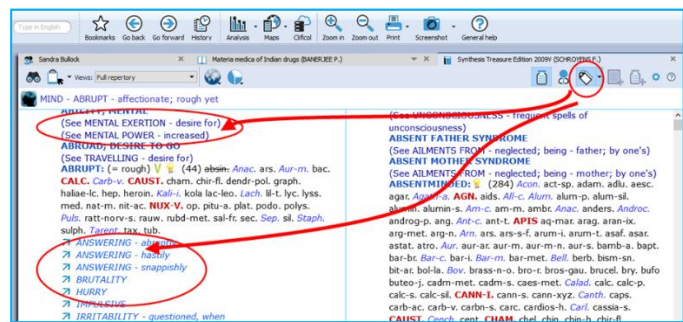 Type in English
Bookmarks Go back Go forward History Analysis Maps Clificol Zoom in Zoom out Print Screenshot General help
Sandra Bullock Materia medica of Indian drugs (BANERJEE P.) Synthesis Treasure Edition 2009V (SCHROYENS F.)
Views: Full repertory
MIND - ABRUPT - affectionate; rough yet
ABILITY; MENTAL
(See MENTAL EXERTION - desire for)
(See MENTAL POWER - increased)
ABROAD; DESIRE TO GO
(See TRAVELLING - desire for)
ABRUPT: (= rough) V (44) absin. Anac. ars. Aur-m. bac.
CALC. Carb-v. CAUST. cham. chir-fl. dendr-pol. graph.
haliae-lc. hep. heroin. Kali-i. kola lac-leo. Lach. lil-t. lyc. lyss.
med. nat-m. nit-ac. NUX-V. op. pitu-a. plat. podo. polys.
Puls. ratt-norv-s. rauw. rubd-met. sal-fr. sec. Sep. sil. Staph.
sulph. Tarent. tax. tub.
ANSWERING - abruptly
ANSWERING - hastily
ANSWERING - snappishly
BRUTALITY
HURRY
IMPULSIVE
IRRITABILITY - questioned, when
(See UNCONSCIOUSNESS - frequent spells of
unconsciousness)
ABSENT FATHER SYNDROME
(See AILMENTS FROM - neglected; being - father; by one's)
ABSENT MOTHER SYNDROME
(See AILMENTS FROM - neglected; being - mother; by one's)
ABSENTMINDED: (284) Acon. act-sp. adam. adlu. aesc.
agar. AGN. aids. All-c. Alum. alum-p. alum-sil.
alumin. alumin-s. Am-c. am-m. ambr. Anac. anders. Androc.
androg-p. ang. Ant-c. ant-t. APIS aq-mar. arag. aran-ix.
arg-met. arg-n. Arn. ars. ars-s-f. arum-i. arum-t. asaf. asar.
astat. atro. Aur. aur-ar. aur-m. aur-m-n. aur-s. bamb-a. bapt.
bar-br. Bar-c. bar-i. Bar-m. bar-met. Bell. berb. bism-sn.
bit-ar. bol-la. Bov. brass-n-o. bro-r. bros-gau. brucel. bry. bufo
buteo-j. cadm-met. cadm-s. caes-met. Calad. calc. calc-p.
calc-s. calc-sil. CANN-I. cann-s. cann-xyz. Canth. caps.
carb-ac. carb-v. carbn-s. carc. cardios-h. Carl. cassia-s.
CAUST. Cench. cent. CHAM. chel. chin. chin-b. chir-fl.